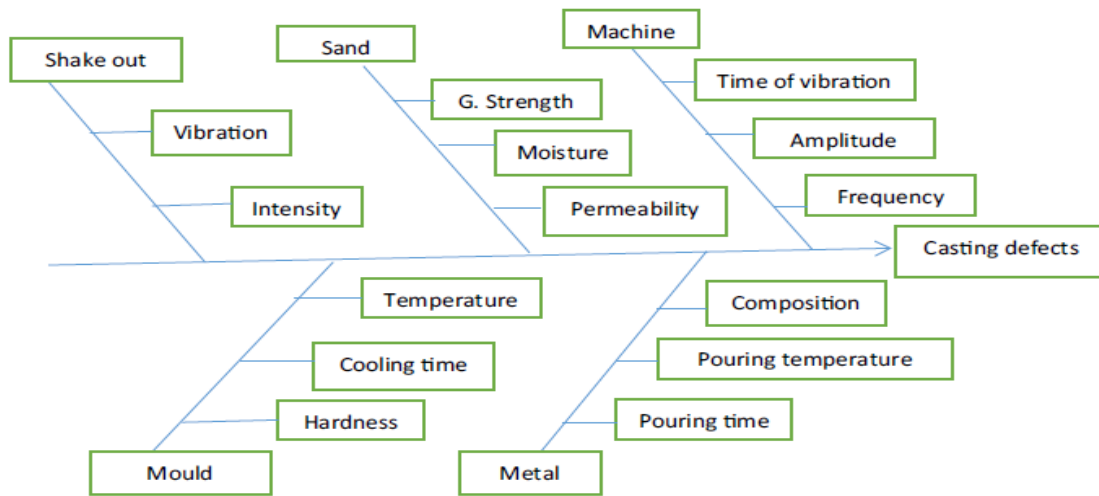 Shake out
Vibration
Intensity
Sand
G. Strength
Moisture
Permeability
Machine
Time of vibration
Amplitude
Frequency
Casting defects
Temperature
Cooling time
Hardness
Mould
Composition
Pouring temperature
Pouring time
Metal